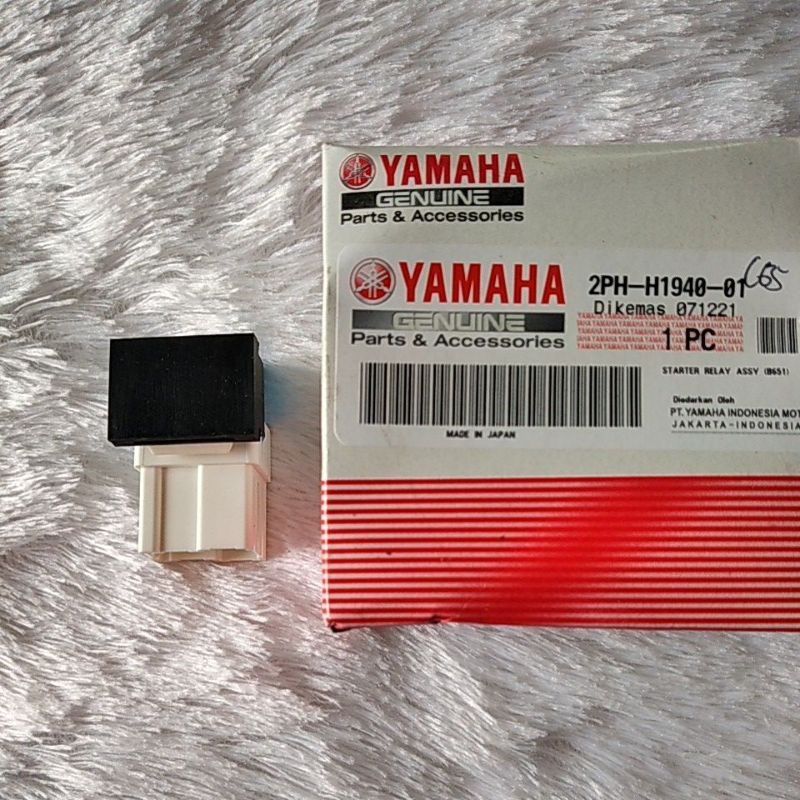 YAMAHA
GENUINE
Parts & Accessories
YAMAHA
GENUINE
Parts & Accessories
2PH-H1940-01
Dikemas 071221
1 PC
STARTER RELAY ASSY (B651)
Diedarkan Oleh
PT.YAMAHA INDONESIA MOT
JAKARTA-INDONESIA
MADE IN JAPAN